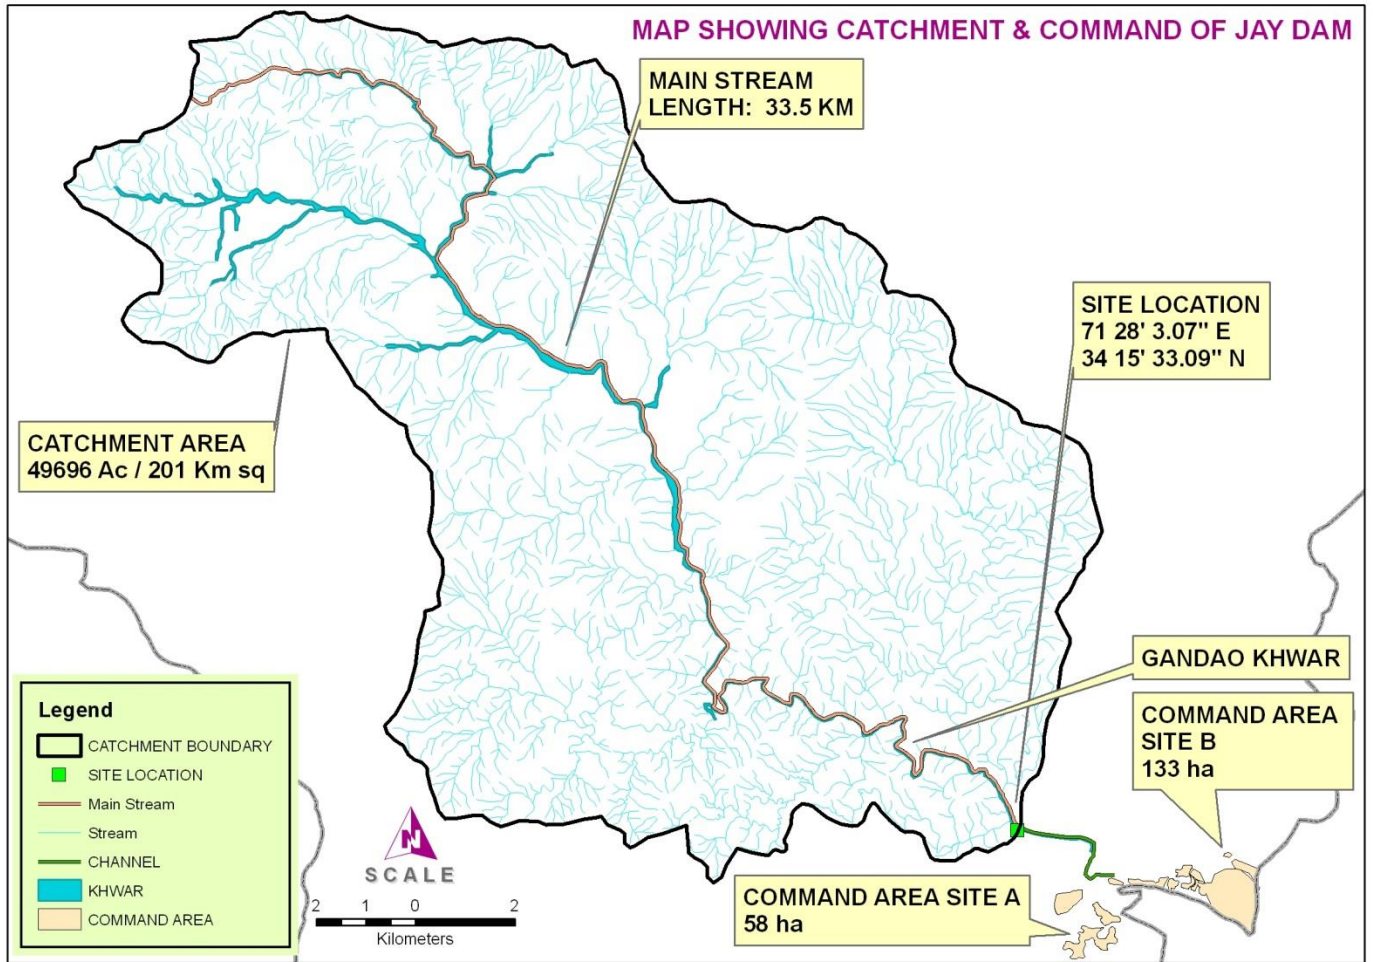 MAP SHOWING CATCHMENT & COMMAND OF JAY DAM
MAIN STREAM
LENGTH: 33.5 KM
SITE LOCATION
71 28' 3.07" E
34 15' 33.09" N
CATCHMENT AREA
49696 Ac / 201 Km sq
GANDAO KHWAR
COMMAND AREA
SITE B
133 ha
COMMAND AREA SITE A
58 ha
Legend
CATCHMENT BOUNDARY
SITE LOCATION
Main Stream
Stream
CHANNEL
KHWAR
COMMAND AREA
N
SCALE
2 1 0 2
Kilometers